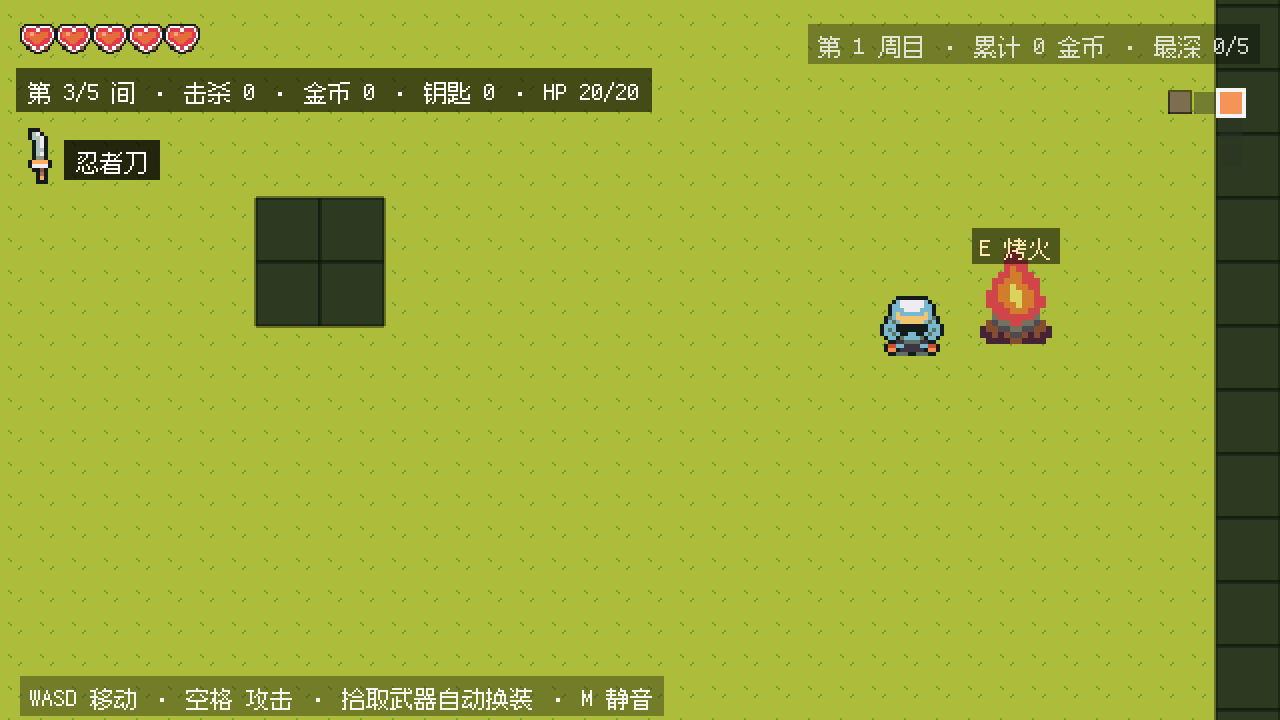 第 1 周目 · 累计 0 金币 · 最深 0/5
第 3/5 间 · 击杀 0 · 金币 0 · 钥匙 0 · HP 20/20
忍者刀
E 烤火
WASD 移动 · 空格 攻击 · 拾取武器自动换装 · M 静音